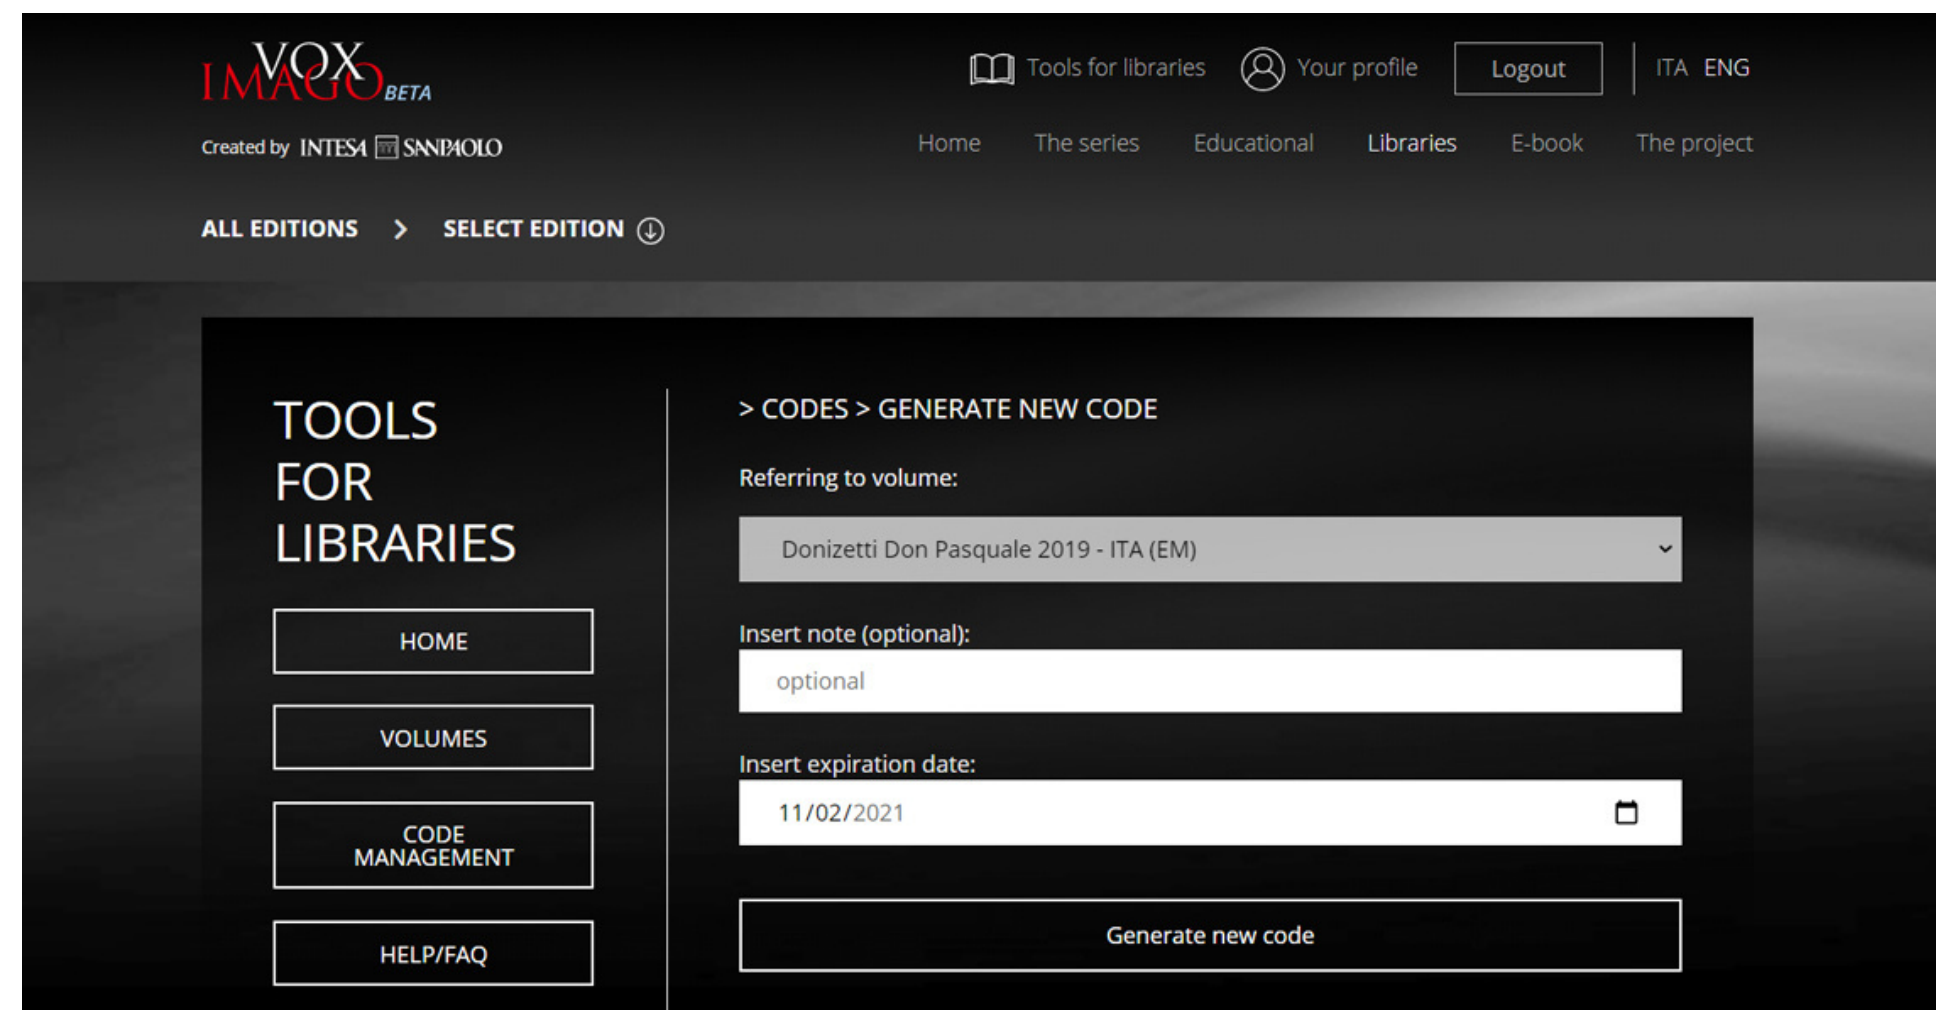 VOX
IMAGO BETA
Tools for libraries Your profile Logout ITA ENG
Created by INTESA SANPAOLO
Home The series Educational Libraries E-book The project
ALL EDITIONS > SELECT EDITION
TOOLS
FOR
LIBRARIES
HOME
VOLUMES
CODE
MANAGEMENT
HELP/FAQ
> CODES > GENERATE NEW CODE
Referring to volume:
Donizetti Don Pasquale 2019 - ITA (EM)
Insert note (optional):
optional
Insert expiration date:
11/02/2021
Generate new code